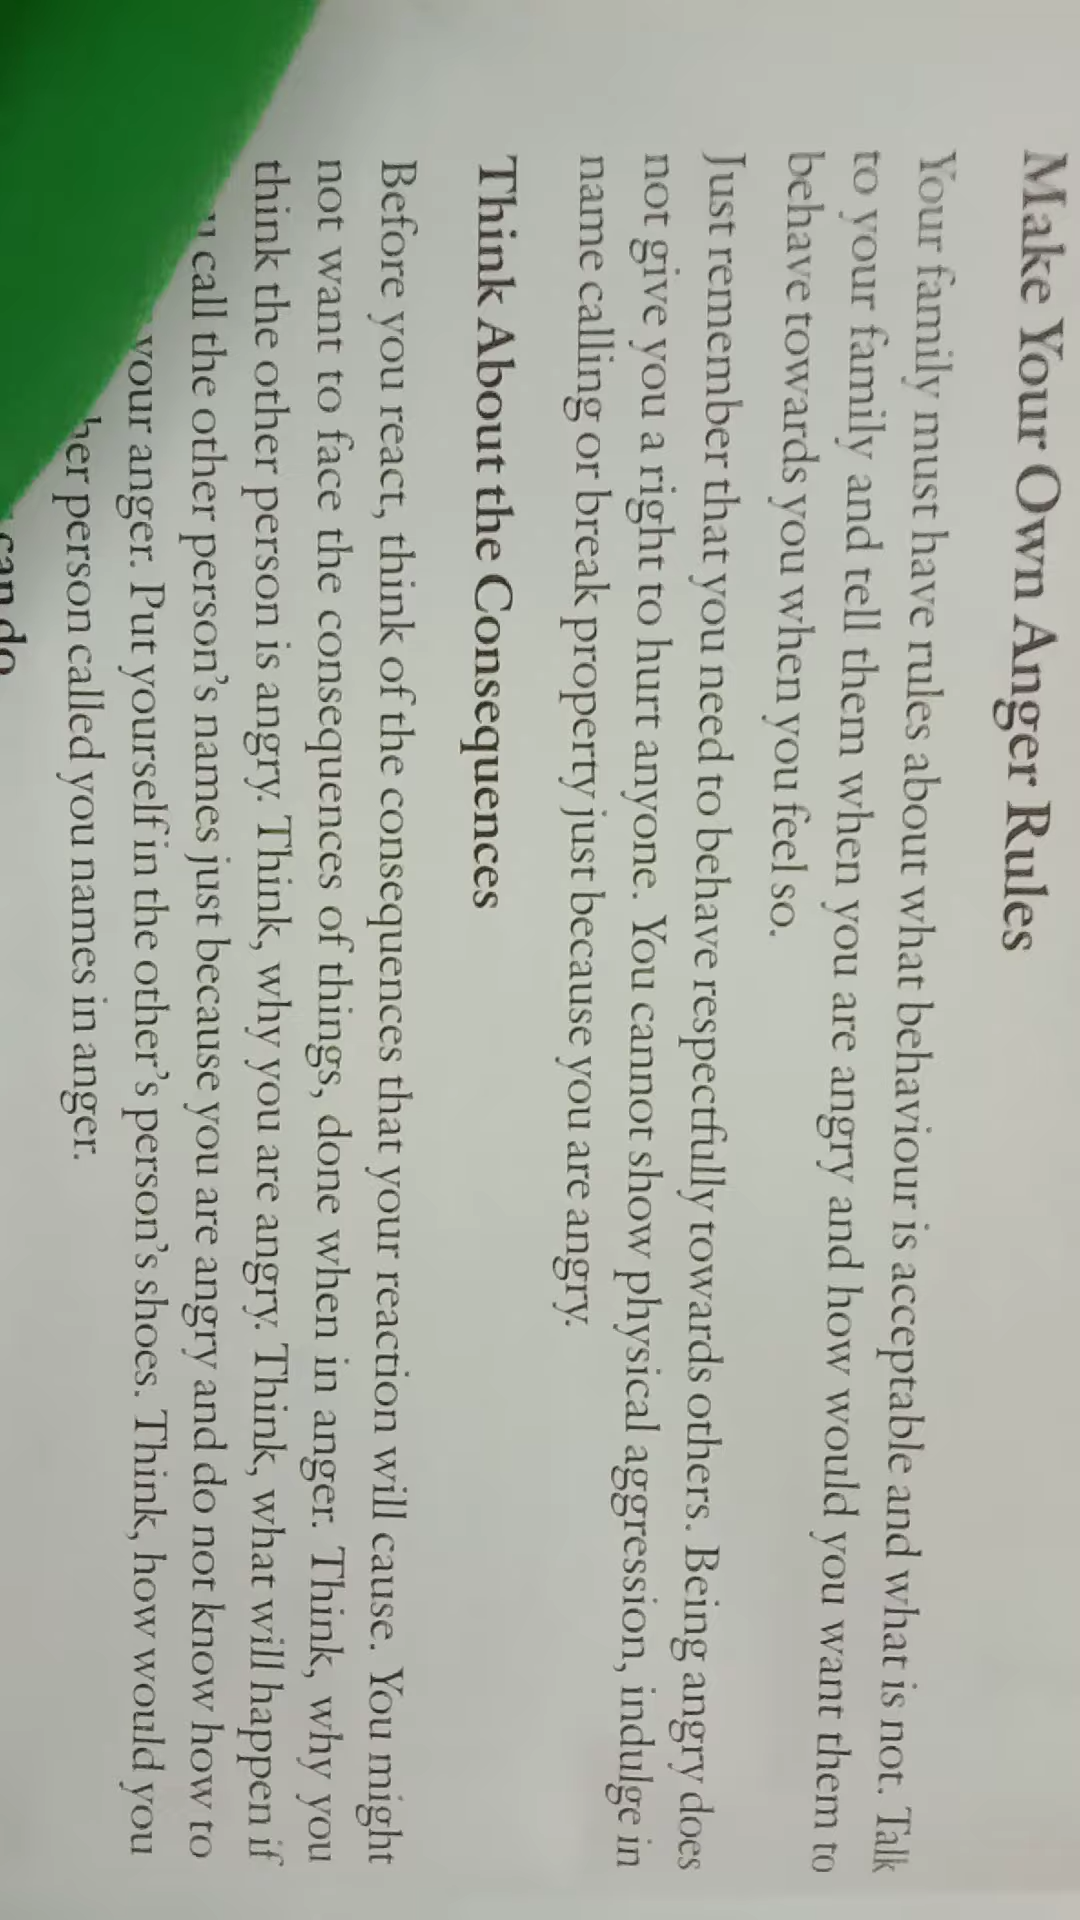 Make Your Own Anger Rules
Your family must have rules about what behaviour is acceptable and what is not. Talk
to your family and tell them when you are angry and how would you want them to
behave towards you when you feel so.
Just remember that you need to behave respectfully towards others. Being angry does
not give you a right to hurt anyone. You cannot show physical aggression, indulge in
name calling or break property just because you are angry.
Think About the Consequences
Before you react, think of the consequences that your reaction will cause. You might
not want to face the consequences of things, done when in anger. Think, why you
think the other person is angry. Think, why you are angry. Think, what will happen if
call the other person's names just because you are angry and do not know how to
your anger. Put yourself in the other's person's shoes. Think, how would you
person called you names in anger.
can do